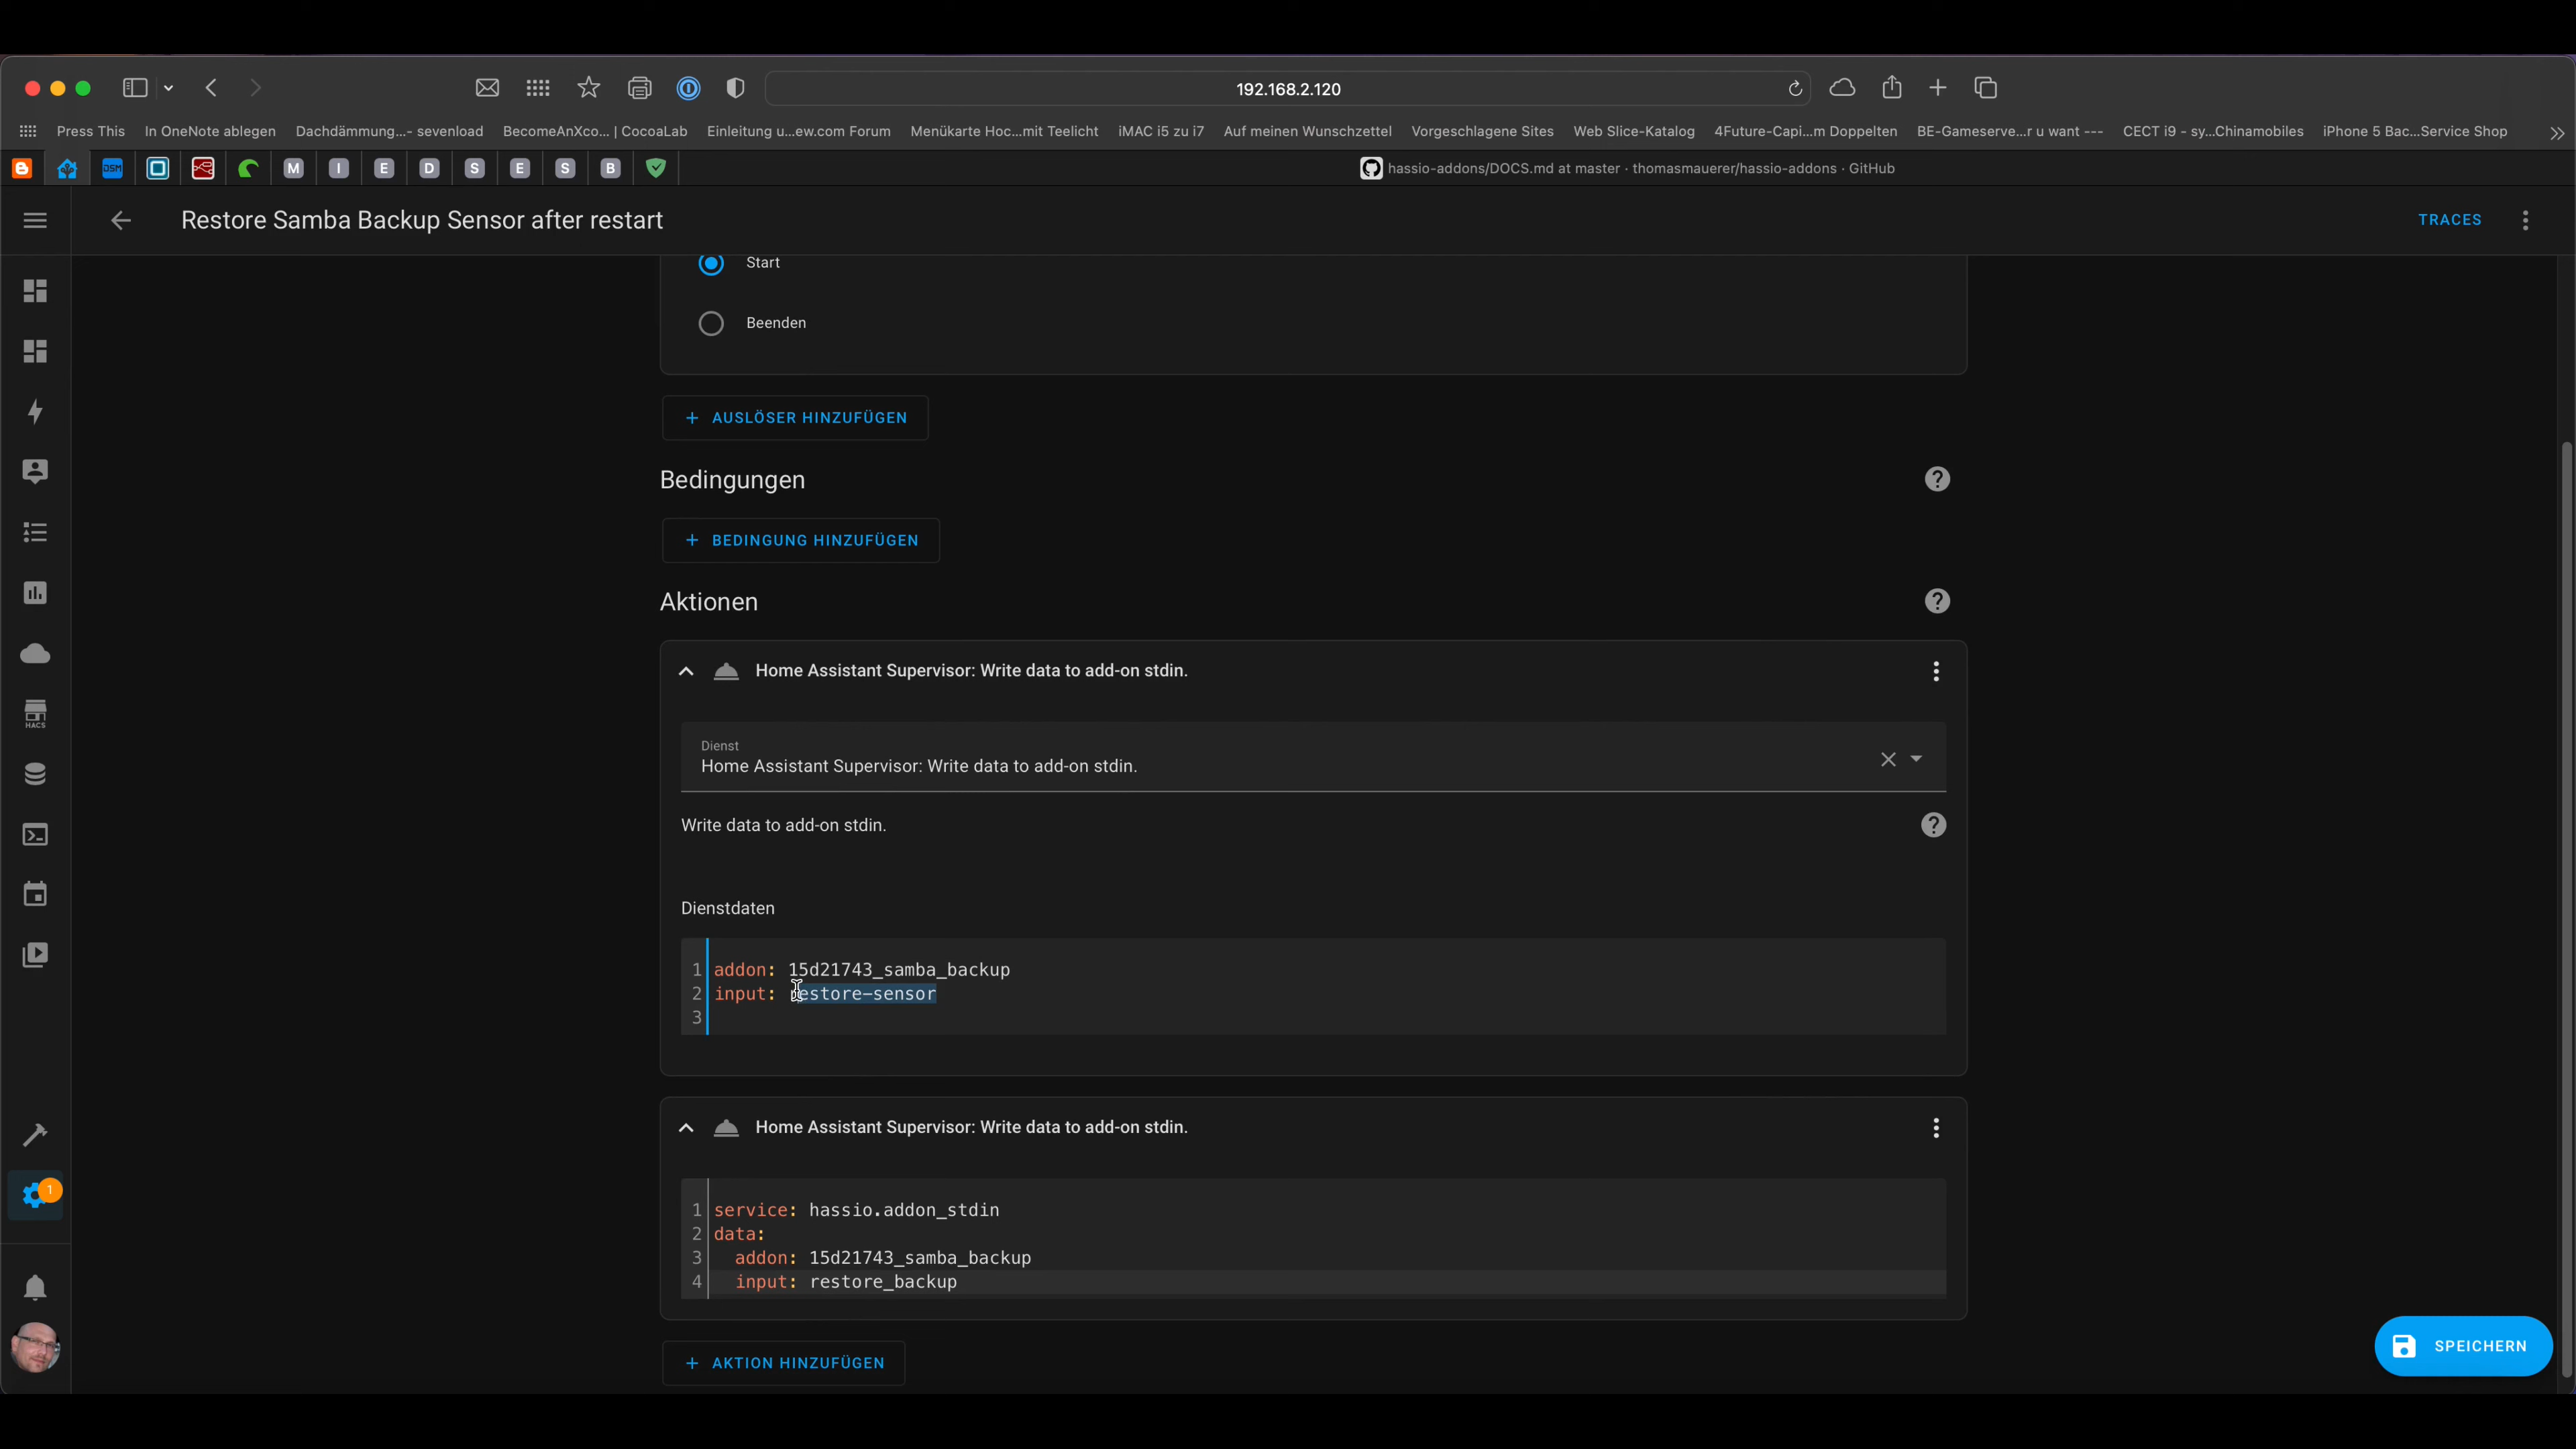 192.168.2.120
Press This
In OneNote ablegen
Dachdämmung...- sevenload
BecomeAnXco... | CocoaLab
Einleitung u...ew.com Forum
Menükarte Hoc...mit Teelicht
iMAC i5 zu i7
Auf meinen Wunschzettel
Vorgeschlagene Sites
Web Slice-Katalog
4Future-Capi...m Doppelten
BE-Gameserve...r u want ---
CECT i9 - sy...Chinamobiles
iPhone 5 Bac...Service Shop
DSM
M
I
E
D
S
E
S
B
hassio-addons/DOCS.md at master · thomasmauerer/hassio-addons · GitHub
Restore Samba Backup Sensor after restart
TRACES
Start
Beenden
+ AUSLÖSER HINZUFÜGEN
Bedingungen
?
+ BEDINGUNG HINZUFÜGEN
Aktionen
?
Home Assistant Supervisor: Write data to add-on stdin.
Dienst
Home Assistant Supervisor: Write data to add-on stdin.
Write data to add-on stdin.
?
Dienstdaten
1 addon: 15d21743_samba_backup
2 input: restore-sensor
3
Home Assistant Supervisor: Write data to add-on stdin.
1 service: hassio.addon_stdin
2 data:
3 addon: 15d21743_samba_backup
4 input: restore_backup
+ AKTION HINZUFÜGEN
SPEICHERN
HACS
1